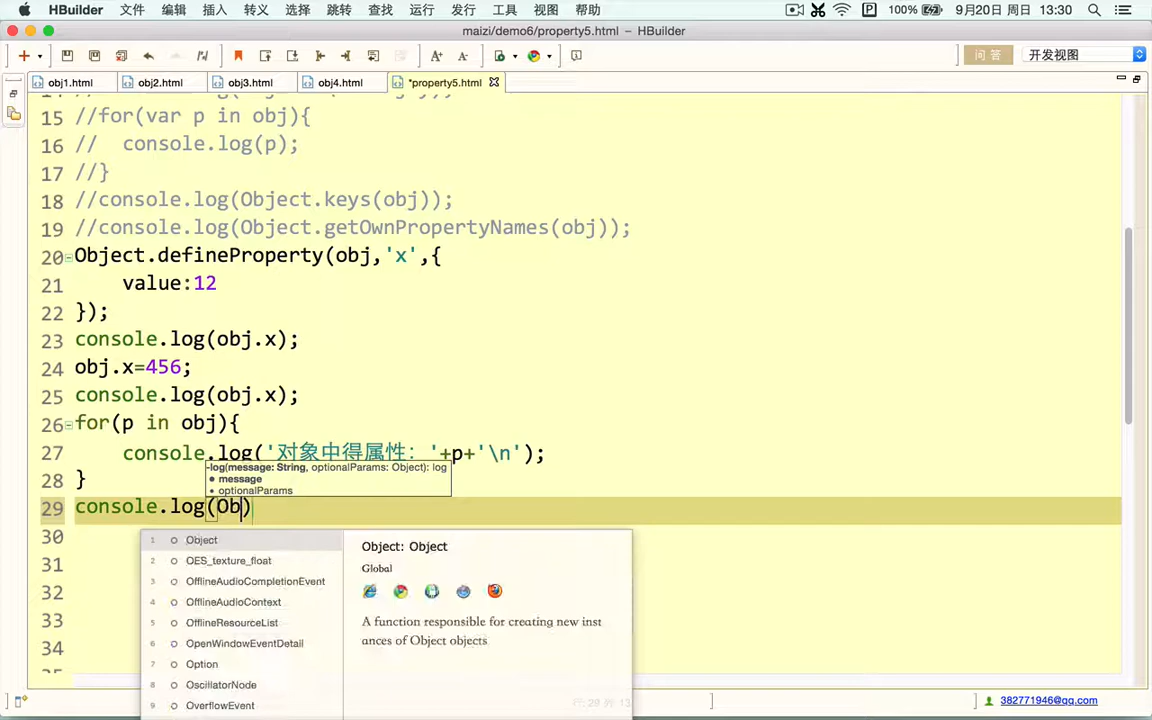 HBuilder 文件 编辑 插入 转义 选择 跳转 查找 运行 发行 工具 视图 帮助 100% 9月20日 周日 13:30
maizi/demo6/property5.html – HBuilder
问 答 开发视图
obj1.html obj2.html obj3.html obj4.html *property5.html
15 //for(var p in obj){
16 //  console.log(p);
17 //}
18 //console.log(Object.keys(obj));
19 //console.log(Object.getOwnPropertyNames(obj));
20 Object.defineProperty(obj,'x',{
21 value:12
22 });
23 console.log(obj.x);
24 obj.x=456;
25 console.log(obj.x);
26 for(p in obj){
27 console.log('对象中得属性：'+p+'\n');
-log(message: String, optionalParams: Object): log
• message
• optionalParams
28 }
29 console.log(Ob)
30
31
32
33
34
1 Object
2 OES_texture_float
3 OfflineAudioCompletionEvent
4 OfflineAudioContext
5 OfflineResourceList
6 OpenWindowEventDetail
7 Option
8 OscillatorNode
9 OverflowEvent
Object: Object
Global
A function responsible for creating new inst
ances of Object objects
382771946@qq.com